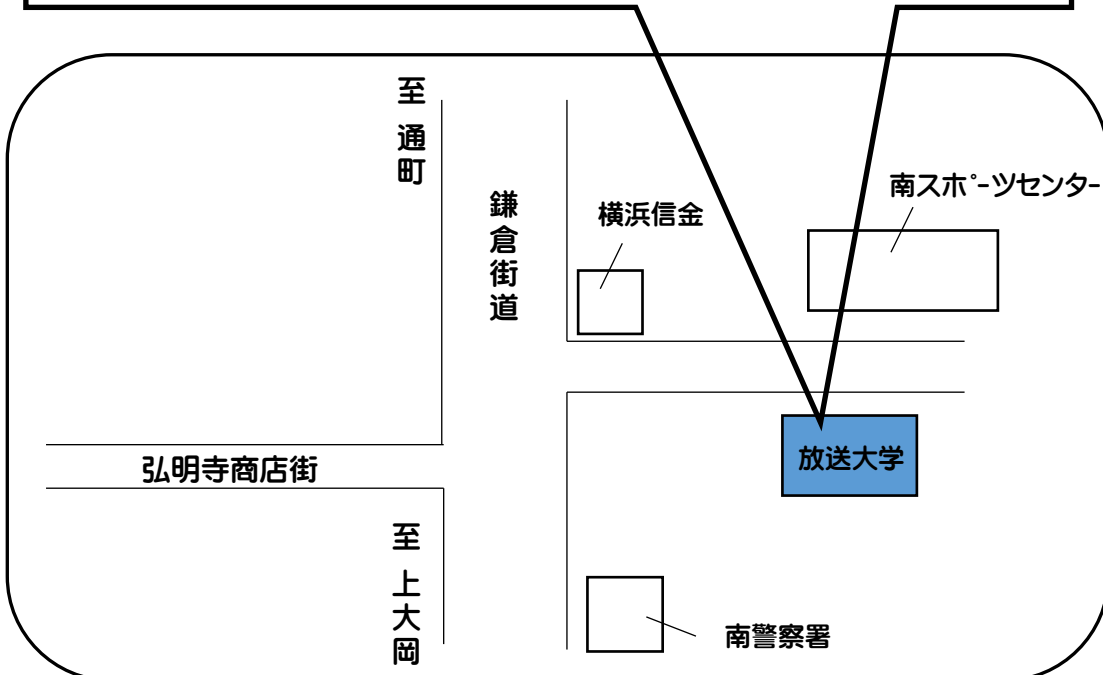 至 通町
鎌倉街道
横浜信金
南スポーツセンター
弘明寺商店街
放送大学
至 上大岡
南警察署